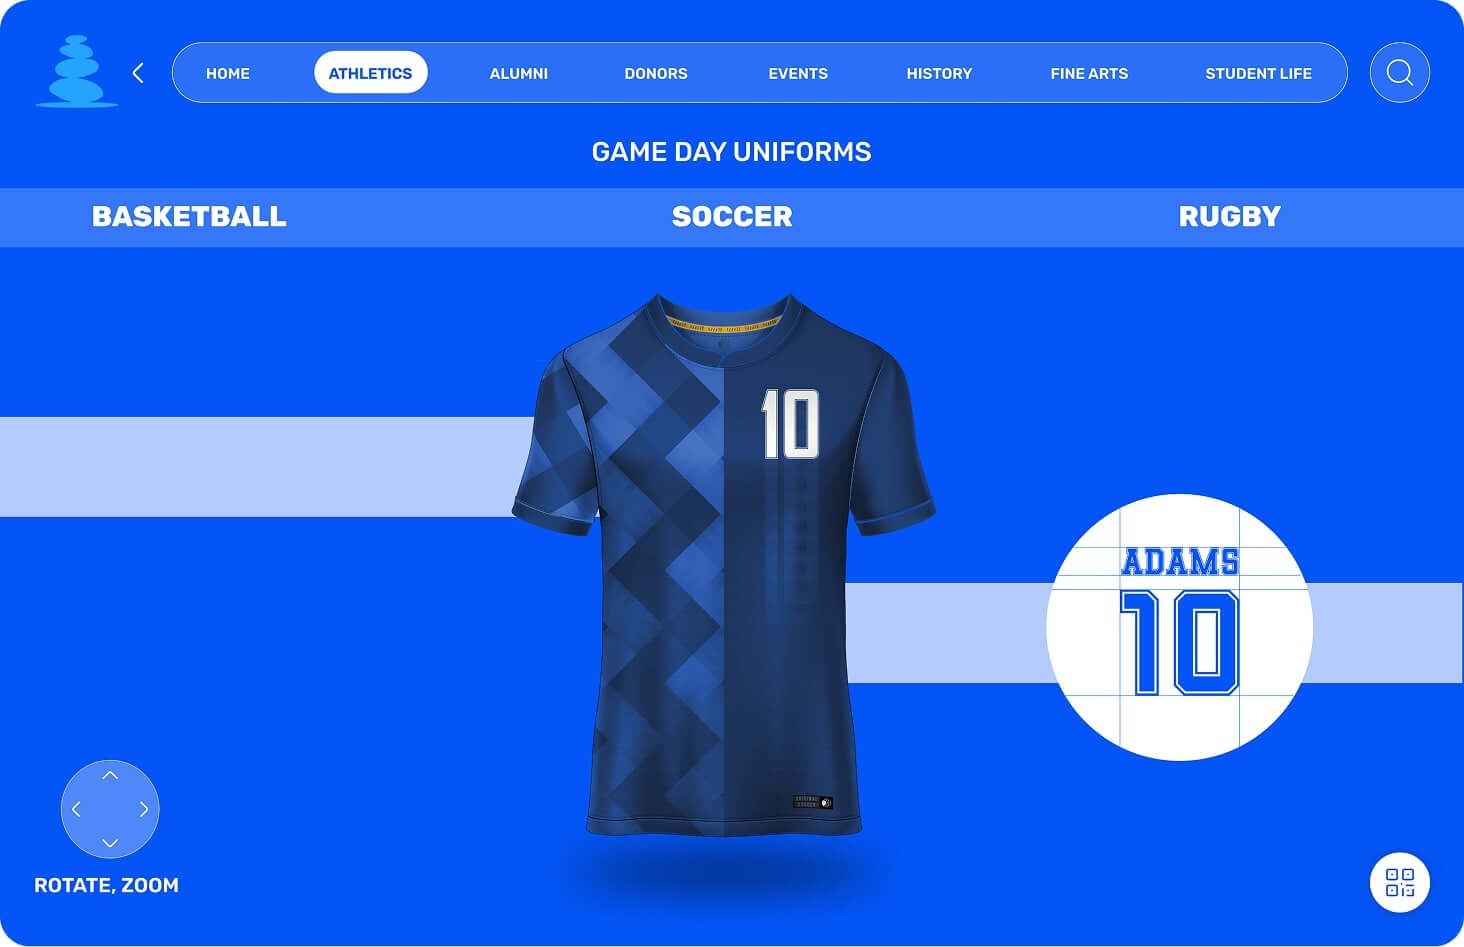 HOME ATHLETICS ALUMNI DONORS EVENTS HISTORY FINE ARTS STUDENT LIFE
GAME DAY UNIFORMS
BASKETBALL SOCCER RUGBY
10
ADAMS
10
ROTATE, ZOOM